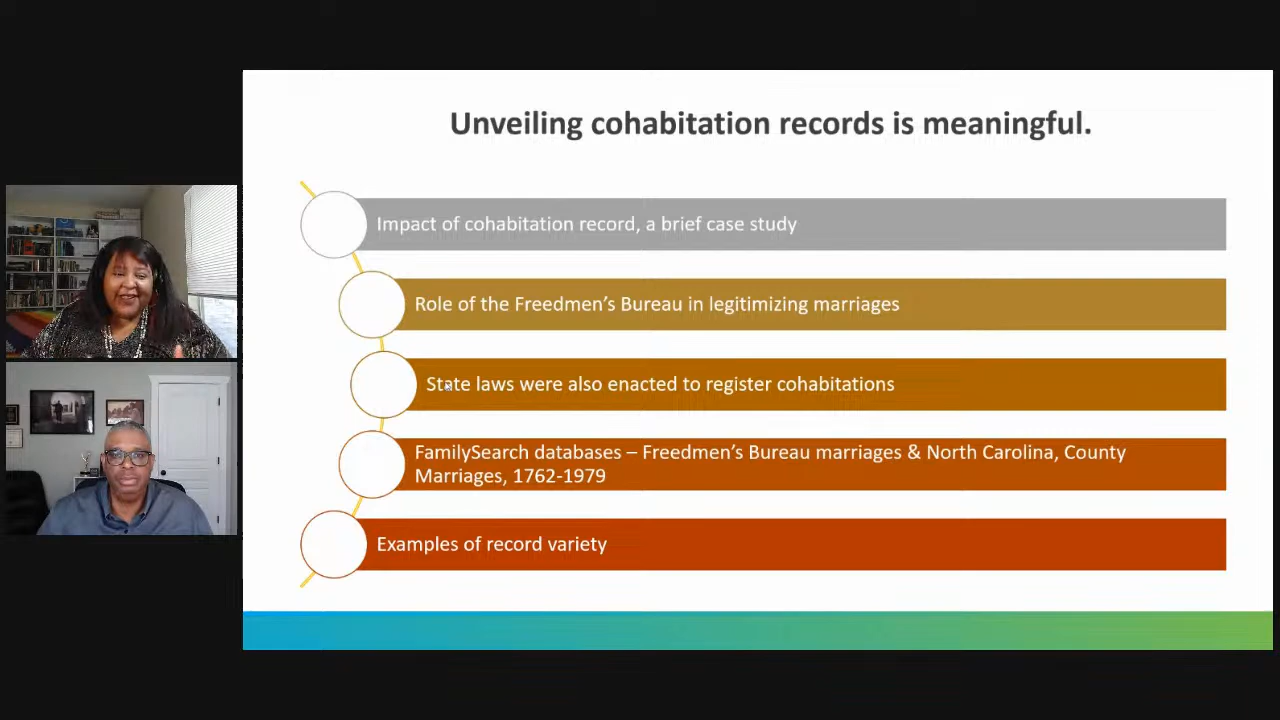 Unveiling cohabitation records is meaningful.
Impact of cohabitation record, a brief case study
Role of the Freedmen’s Bureau in legitimizing marriages
State laws were also enacted to register cohabitations
FamilySearch databases – Freedmen’s Bureau marriages & North Carolina, County
Marriages, 1762-1979
Examples of record variety